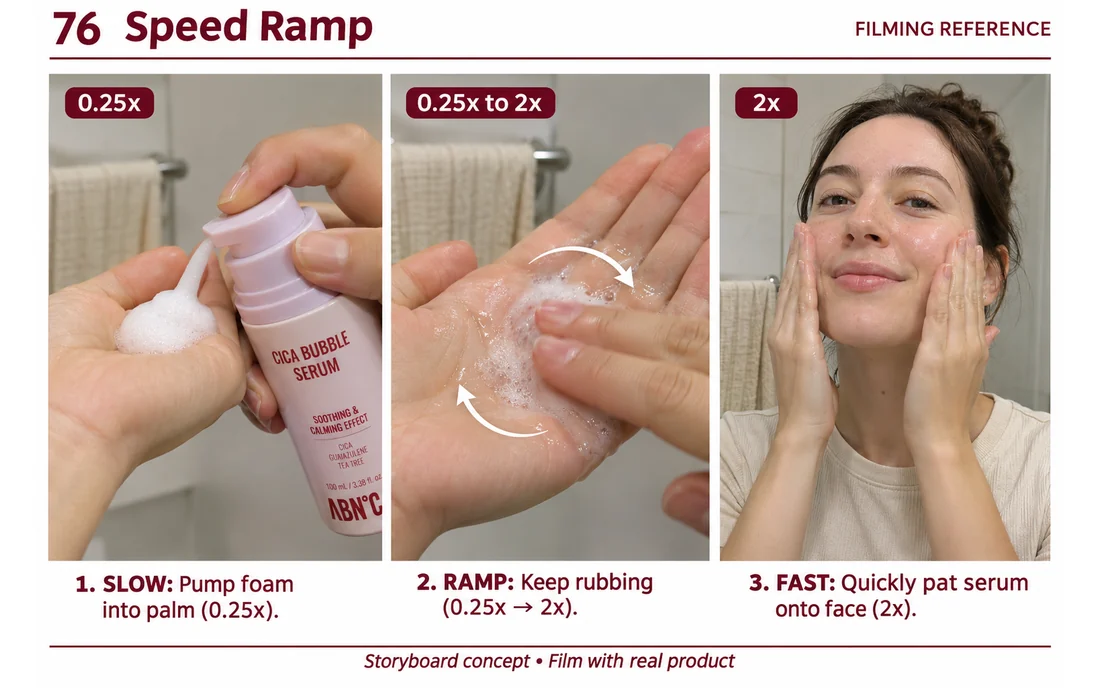 76 Speed Ramp
FILMING REFERENCE
0.25x
0.25x to 2x
2x
CICA BUBBLE
SERUM
SOOTHING &
CALMING EFFECT
CICA
GUAIAZULENE
TEA TREE
100 mL / 3.38 fl. oz
ABN°C
1. SLOW: Pump foam
into palm (0.25x).
2. RAMP: Keep rubbing
(0.25x → 2x).
3. FAST: Quickly pat serum
onto face (2x).
Storyboard concept • Film with real product